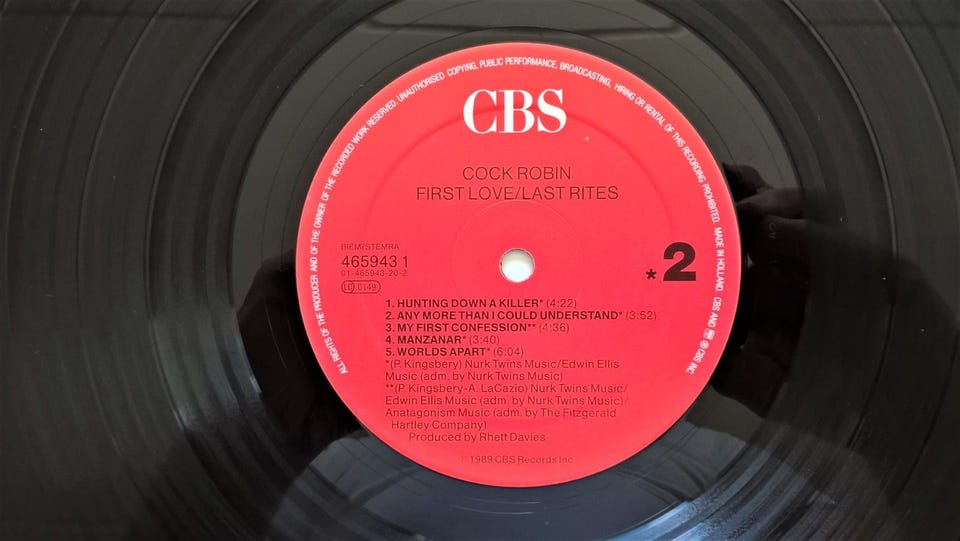 ALL RIGHTS OF THE PRODUCER AND OF THE OWNER OF THE RECORDED WORK RESERVED. UNAUTHORISED COPYING, PUBLIC PERFORMANCE, BROADCASTING, HIRING OR RENTAL OF THIS RECORDING PROHIBITED. MADE IN HOLLAND. CBS AND ℗ CBS INC.
CBS
COCK ROBIN
FIRST LOVE/LAST RITES
BIEM/STEMRA
465943 1
01-465943-20-2
LC 0149
*2
1. HUNTING DOWN A KILLER* (4:22)
2. ANY MORE THAN I COULD UNDERSTAND* (3:52)
3. MY FIRST CONFESSION** (4:36)
4. MANZANAR* (3:40)
5. WORLDS APART* (6:04)
*(P. Kingsbery) Nurk Twins Music/Edwin Ellis
Music (adm. by Nurk Twins Music)
**(P. Kingsbery-A. LaCazio) Nurk Twins Music/
Edwin Ellis Music (adm. by Nurk Twins Music)/
Anatagonism Music (adm. by The Fitzgerald
Hartley Company)
Produced by Rhett Davies
℗ 1989 CBS Records Inc